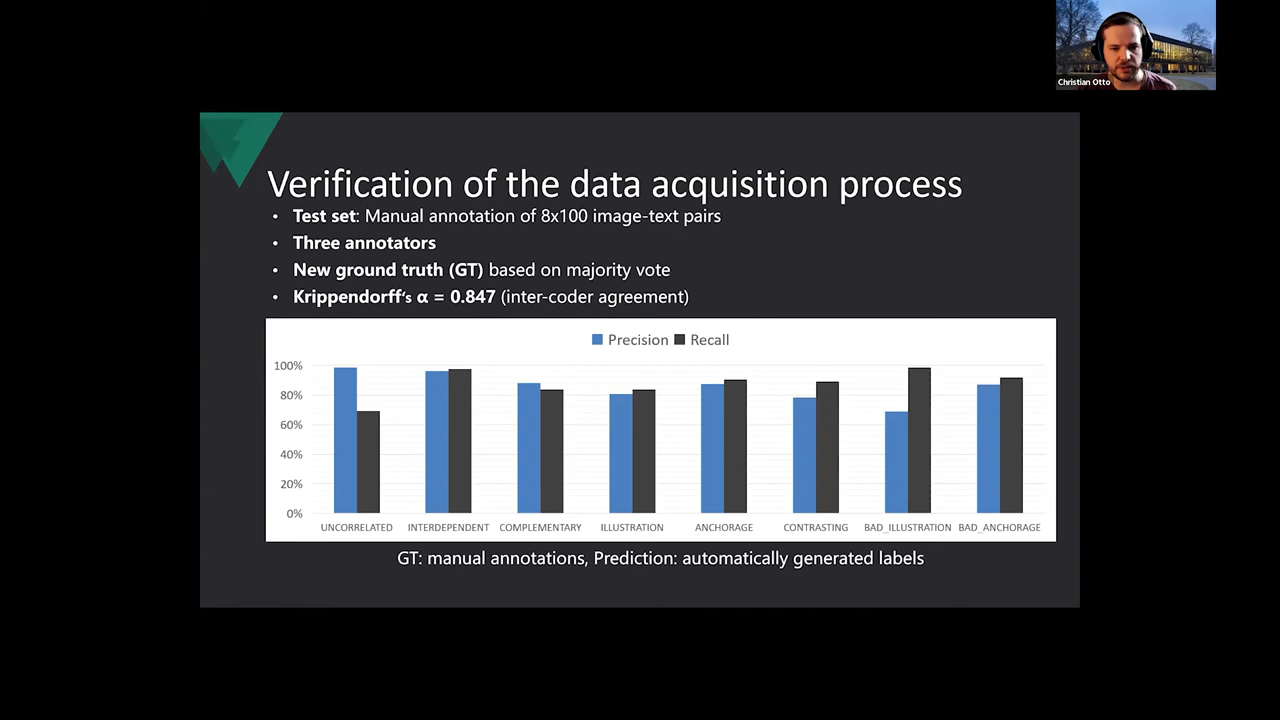 Christian Otto
Verification of the data acquisition process
• Test set: Manual annotation of 8x100 image-text pairs
• Three annotators
• New ground truth (GT) based on majority vote
• Krippendorff‘s α = 0.847 (inter-coder agreement)
Precision Recall
100%
80%
60%
40%
20%
0%
UNCORRELATED INTERDEPENDENT COMPLEMENTARY ILLUSTRATION ANCHORAGE CONTRASTING BAD_ILLUSTRATION BAD_ANCHORAGE
GT: manual annotations, Prediction: automatically generated labels